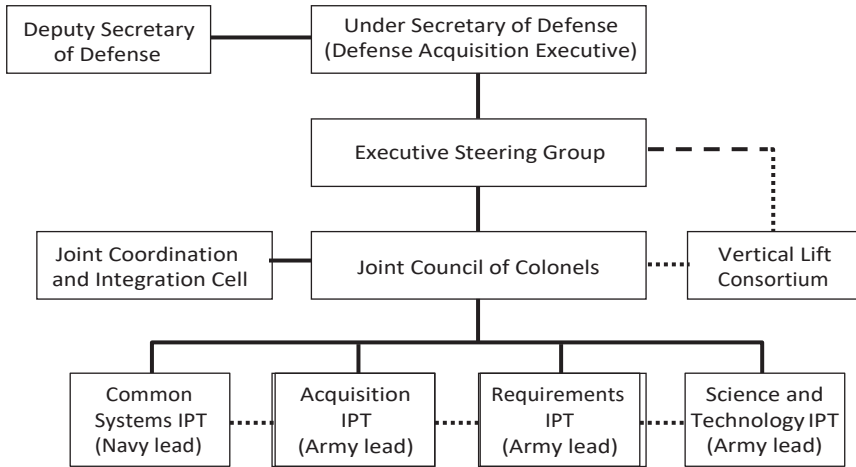 Deputy Secretary
of Defense
Under Secretary of Defense
(Defense Acquisition Executive)
Executive Steering Group
Joint Coordination
and Integration Cell
Joint Council of Colonels
Vertical Lift
Consortium
Common
Systems IPT
(Navy lead)
Acquisition
IPT
(Army lead)
Requirements
IPT
(Army lead)
Science and
Technology IPT
(Army lead)